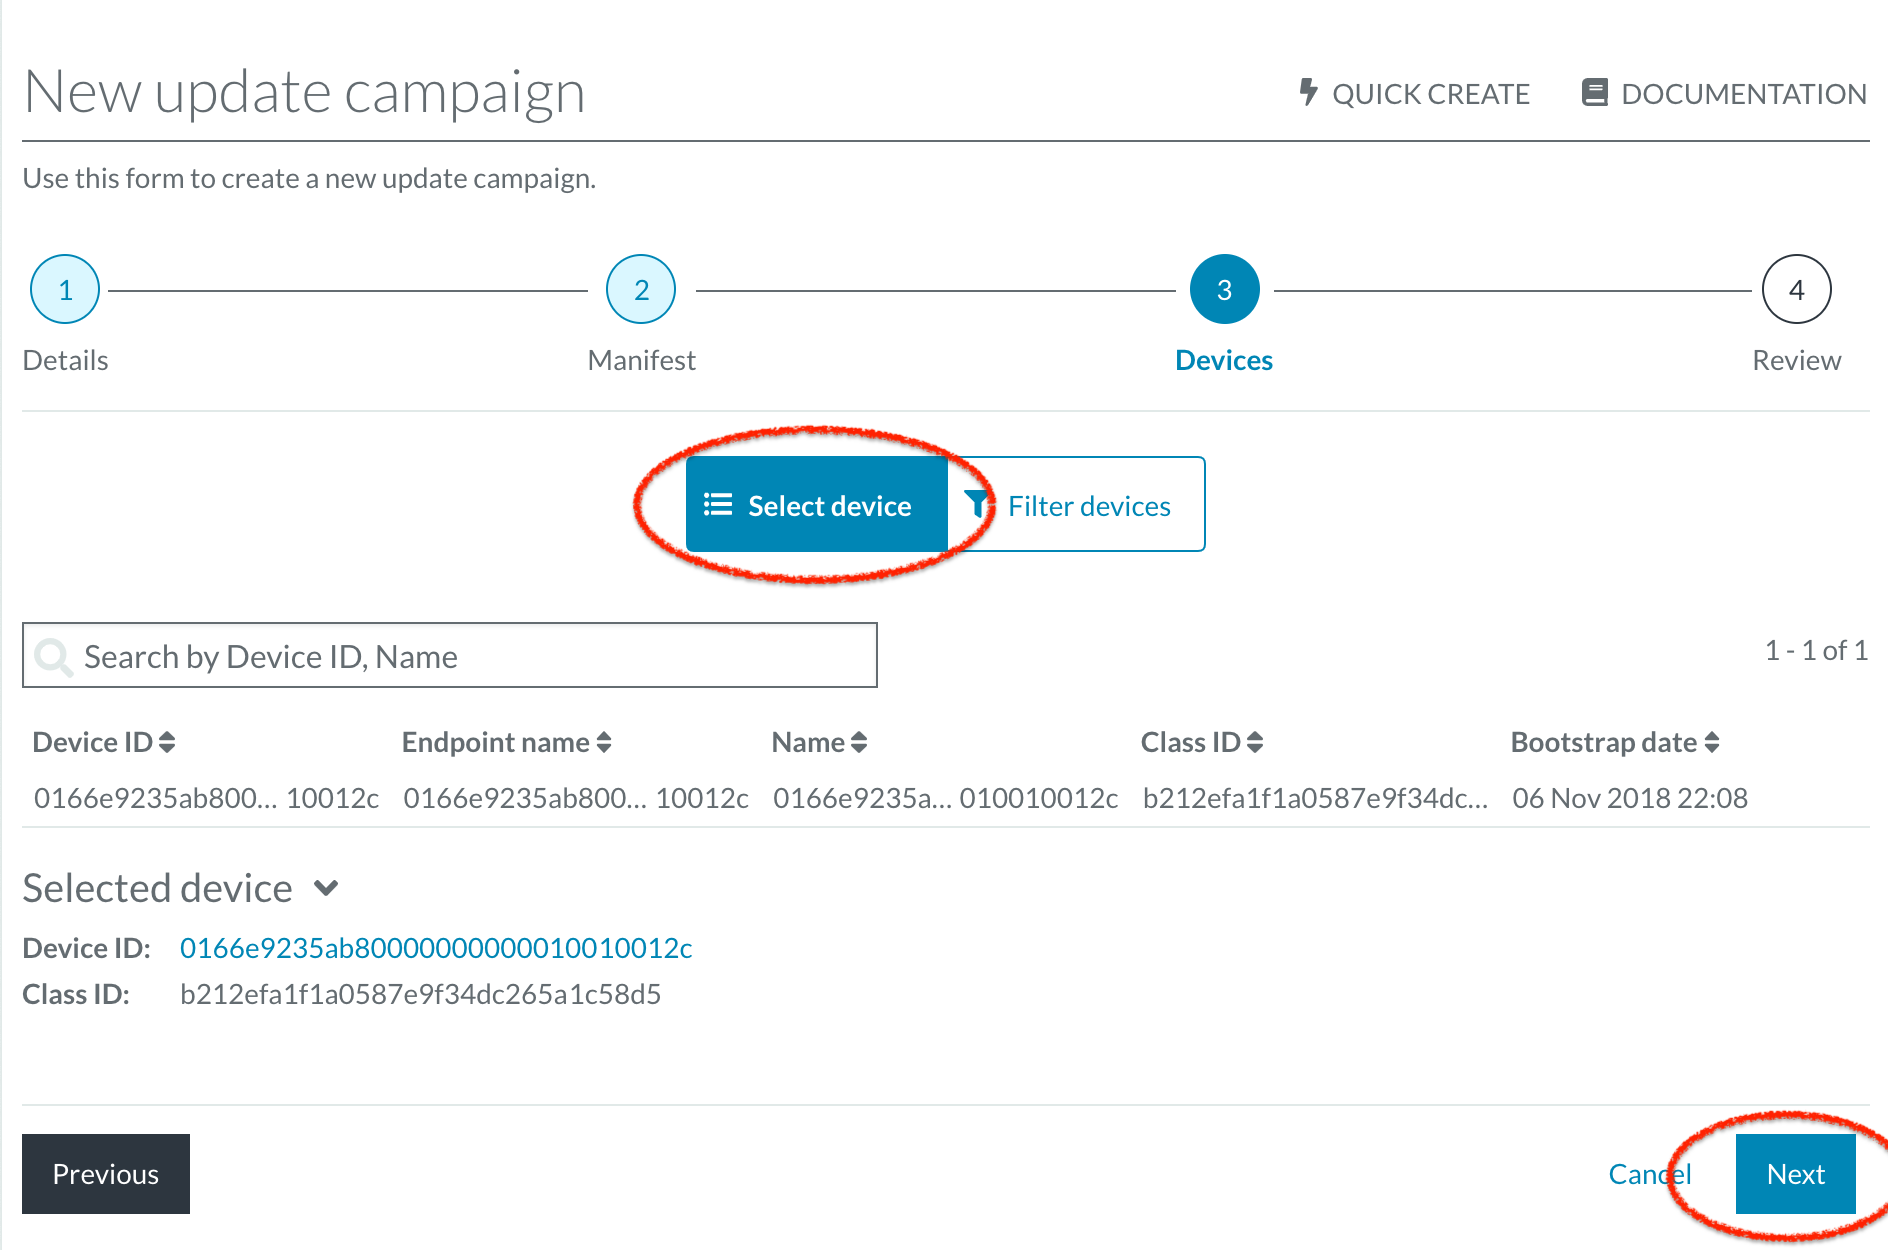 New update campaign
QUICK CREATE
DOCUMENTATION
Use this form to create a new update campaign.
1
2
3
4
Details
Manifest
Devices
Review
Select device
Filter devices
Search by Device ID, Name
1 - 1 of 1
Device ID
Endpoint name
Name
Class ID
Bootstrap date
0166e9235ab800... 10012c
0166e9235ab800... 10012c
0166e9235a... 010010012c
b212efa1f1a0587e9f34dc...
06 Nov 2018 22:08
Selected device
Device ID: 0166e9235ab80000000000010010012c
Class ID: b212efa1f1a0587e9f34dc265a1c58d5
Previous
Cancel
Next